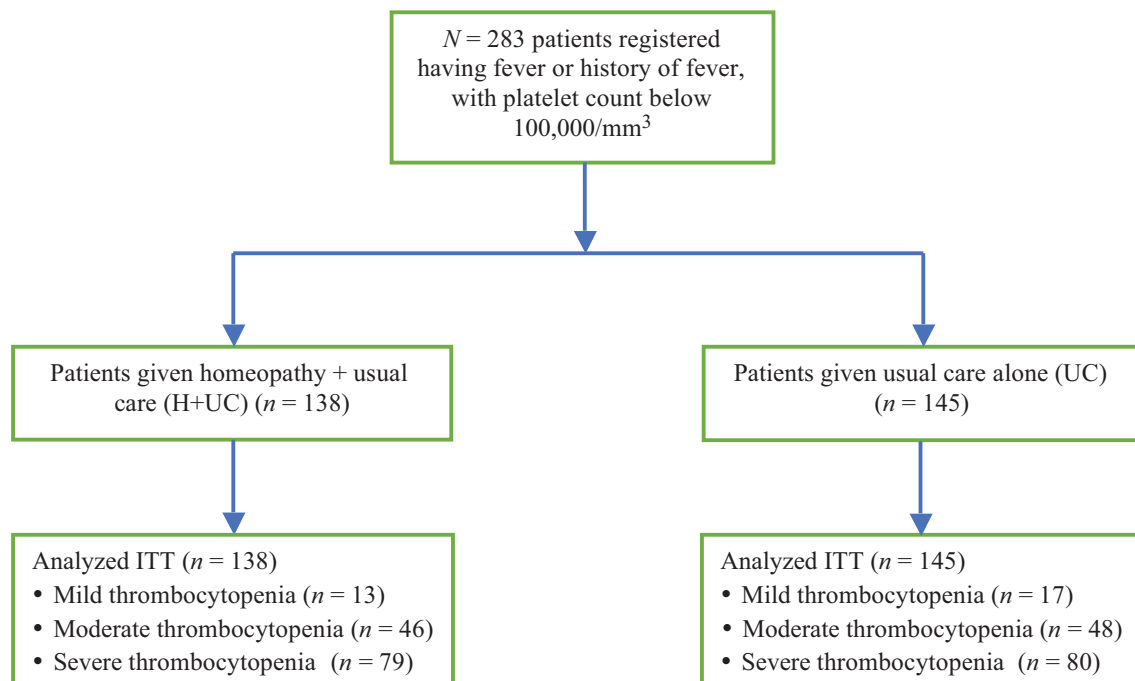 N = 283 patients registered
having fever or history of fever,
with platelet count below
100,000/mm³
Patients given homeopathy + usual
care (H+UC) (n = 138)
Patients given usual care alone (UC)
(n = 145)
Analyzed ITT (n = 138)
• Mild thrombocytopenia (n = 13)
• Moderate thrombocytopenia (n = 46)
• Severe thrombocytopenia (n = 79)
Analyzed ITT (n = 145)
• Mild thrombocytopenia (n = 17)
• Moderate thrombocytopenia (n = 48)
• Severe thrombocytopenia (n = 80)